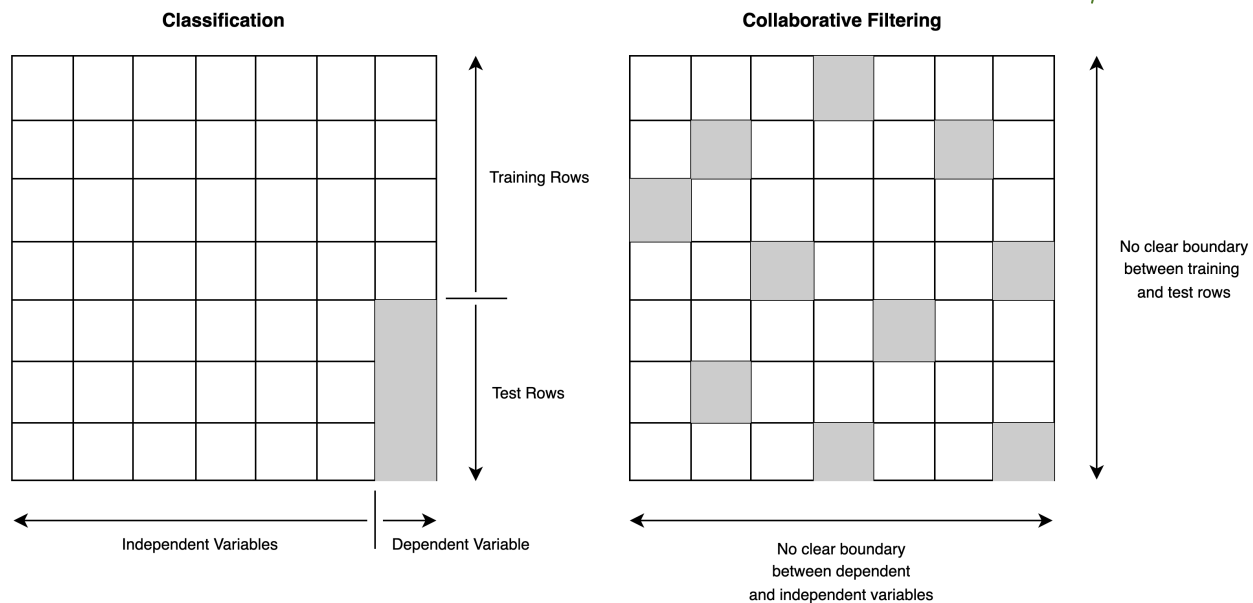 Classification
Collaborative Filtering
Training Rows
Test Rows
Independent Variables
Dependent Variable
No clear boundary
between training
and test rows
No clear boundary
between dependent
and independent variables